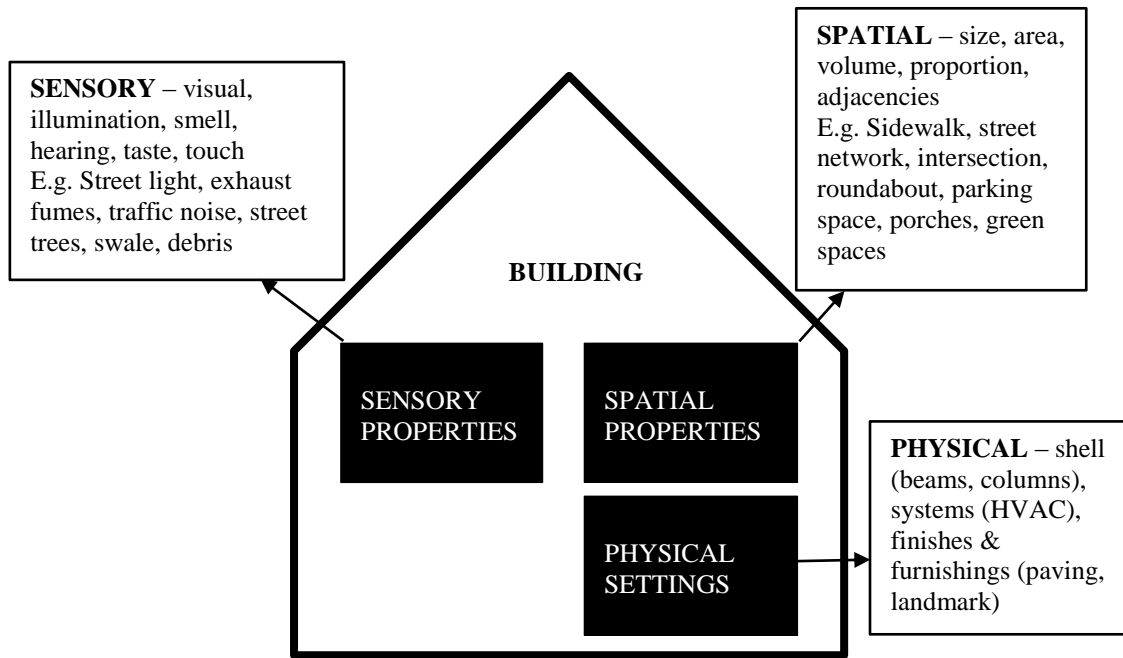 SENSORY – visual,
illumination, smell,
hearing, taste, touch
E.g. Street light, exhaust
fumes, traffic noise, street
trees, swale, debris
SPATIAL – size, area,
volume, proportion,
adjacencies
E.g. Sidewalk, street
network, intersection,
roundabout, parking
space, porches, green
spaces
BUILDING
SENSORY
PROPERTIES
SPATIAL
PROPERTIES
PHYSICAL
SETTINGS
PHYSICAL – shell
(beams, columns),
systems (HVAC),
finishes &
furnishings (paving,
landmark)